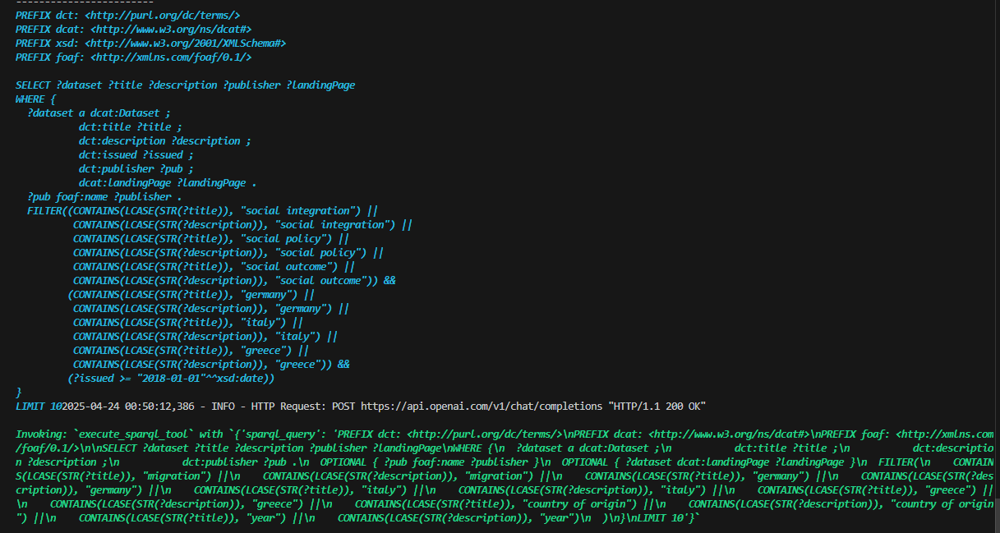 ------------------------
PREFIX dct: <http://purl.org/dc/terms/>
PREFIX dcat: <http://www.w3.org/ns/dcat#>
PREFIX xsd: <http://www.w3.org/2001/XMLSchema#>
PREFIX foaf: <http://xmlns.com/foaf/0.1/>

SELECT ?dataset ?title ?description ?publisher ?landingPage
WHERE {
  ?dataset a dcat:Dataset ;
           dct:title ?title ;
           dct:description ?description ;
           dct:issued ?issued ;
           dct:publisher ?pub ;
           dcat:landingPage ?landingPage .
  ?pub foaf:name ?publisher .
  FILTER((CONTAINS(LCASE(STR(?title)), "social integration") ||
          CONTAINS(LCASE(STR(?description)), "social integration") ||
          CONTAINS(LCASE(STR(?title)), "social policy") ||
          CONTAINS(LCASE(STR(?description)), "social policy") ||
          CONTAINS(LCASE(STR(?title)), "social outcome") ||
          CONTAINS(LCASE(STR(?description)), "social outcome")) &&
         (CONTAINS(LCASE(STR(?title)), "germany") ||
          CONTAINS(LCASE(STR(?description)), "germany") ||
          CONTAINS(LCASE(STR(?title)), "italy") ||
          CONTAINS(LCASE(STR(?description)), "italy") ||
          CONTAINS(LCASE(STR(?title)), "greece") ||
          CONTAINS(LCASE(STR(?description)), "greece")) &&
         (?issued >= "2018-01-01"^^xsd:date))
}
LIMIT 102025-04-24 00:50:12,386 - INFO - HTTP Request: POST https://api.openai.com/v1/chat/completions "HTTP/1.1 200 OK"

Invoking: `execute_sparql_tool` with `{'sparql_query': 'PREFIX dct: <http://purl.org/dc/terms/>\nPREFIX dcat: <http://www.w3.org/ns/dcat#>\nPREFIX foaf: <http://xmlns.com
/foaf/0.1/>\n\nSELECT ?dataset ?title ?description ?publisher ?landingPage\nWHERE {\n  ?dataset a dcat:Dataset ;\n           dct:title ?title ;\n           dct:descriptio
n ?description ;\n           dct:publisher ?pub .\n  OPTIONAL { ?pub foaf:name ?publisher }\n  OPTIONAL { ?dataset dcat:landingPage ?landingPage }\n  FILTER(\n    CONTAIN
S(LCASE(STR(?title)), "migration") ||\n    CONTAINS(LCASE(STR(?description)), "migration") ||\n    CONTAINS(LCASE(STR(?title)), "germany") ||\n    CONTAINS(LCASE(STR(?des
cription)), "germany") ||\n    CONTAINS(LCASE(STR(?title)), "italy") ||\n    CONTAINS(LCASE(STR(?description)), "italy") ||\n    CONTAINS(LCASE(STR(?title)), "greece") ||
\n    CONTAINS(LCASE(STR(?description)), "greece") ||\n    CONTAINS(LCASE(STR(?title)), "country of origin") ||\n    CONTAINS(LCASE(STR(?description)), "country of origin
") ||\n    CONTAINS(LCASE(STR(?title)), "year") ||\n    CONTAINS(LCASE(STR(?description)), "year")\n  )\n}\nLIMIT 10'}`